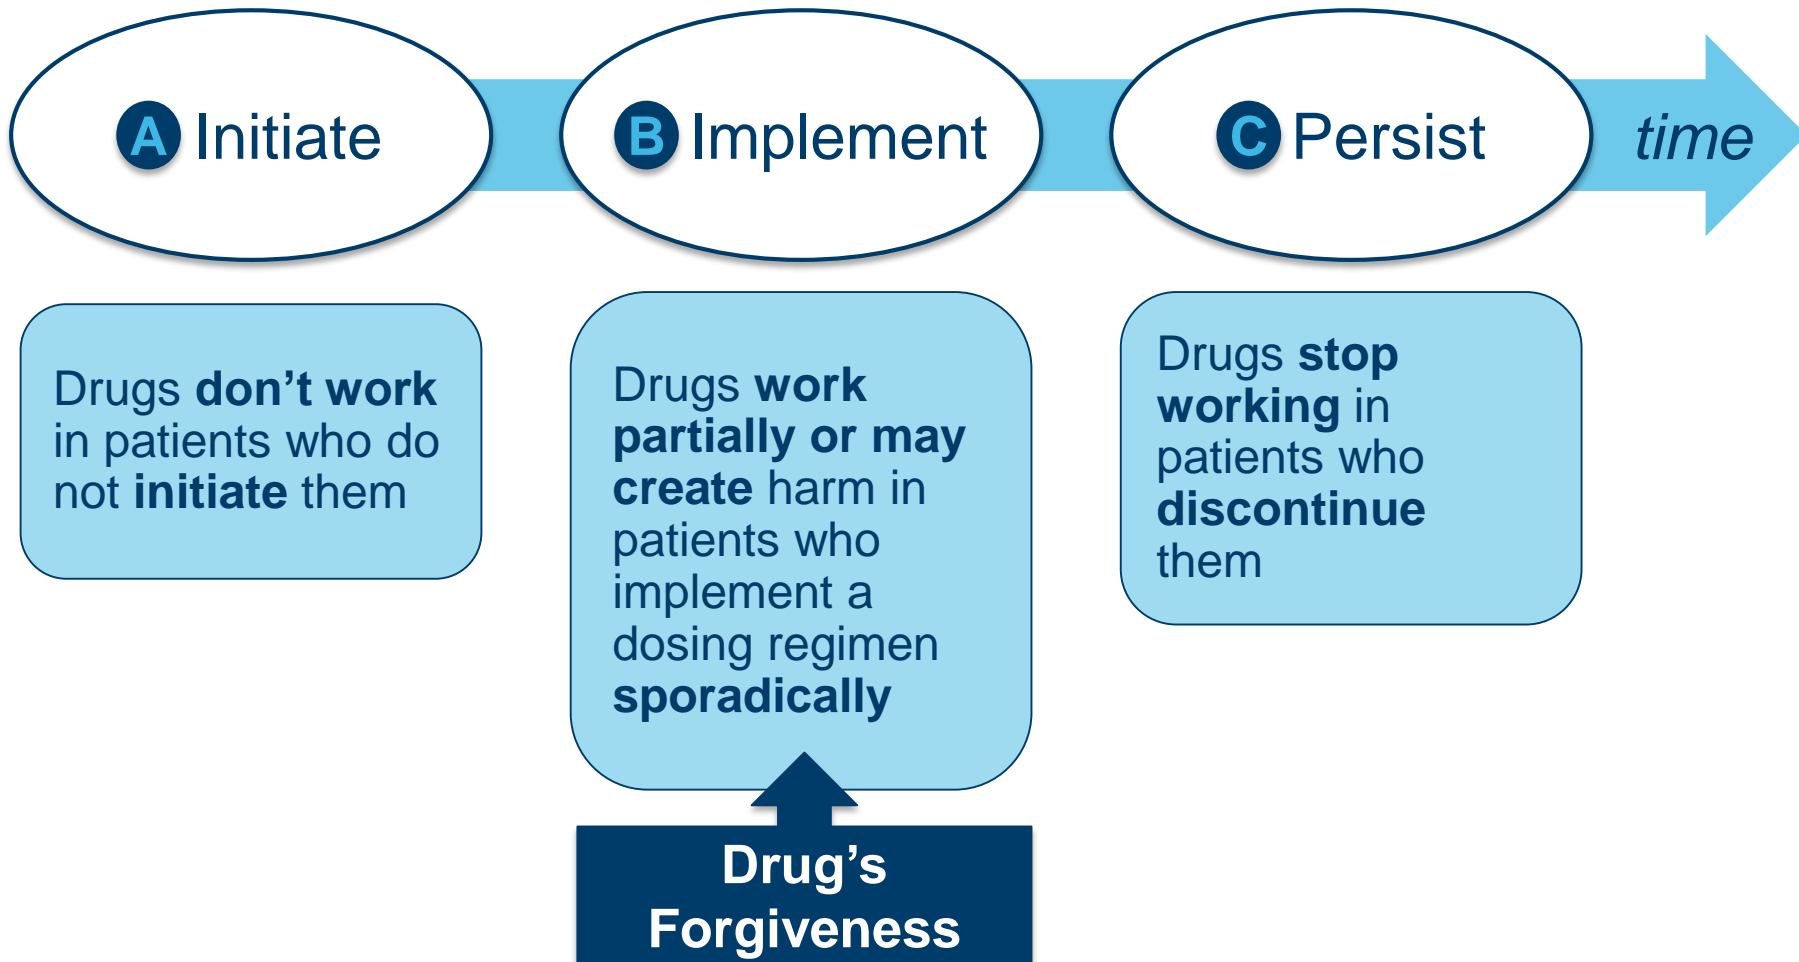 A Initiate
B Implement
C Persist
time
Drugs don’t work
in patients who do
not initiate them
Drugs work
partially or may
create harm in
patients who
implement a
dosing regimen
sporadically
Drugs stop
working in
patients who
discontinue
them
Drug’s
Forgiveness